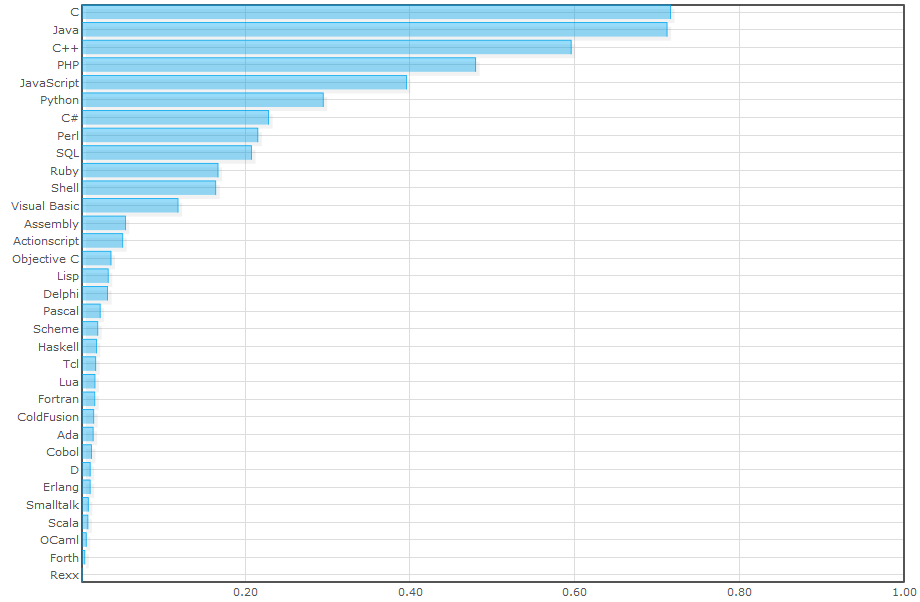 C
Java
C++
PHP
JavaScript
Python
C#
Perl
SQL
Ruby
Shell
Visual Basic
Assembly
Actionscript
Objective C
Lisp
Delphi
Pascal
Scheme
Haskell
Tcl
Lua
Fortran
ColdFusion
Ada
Cobol
D
Erlang
Smalltalk
Scala
OCaml
Forth
Rexx
0.20 0.40 0.60 0.80 1.00